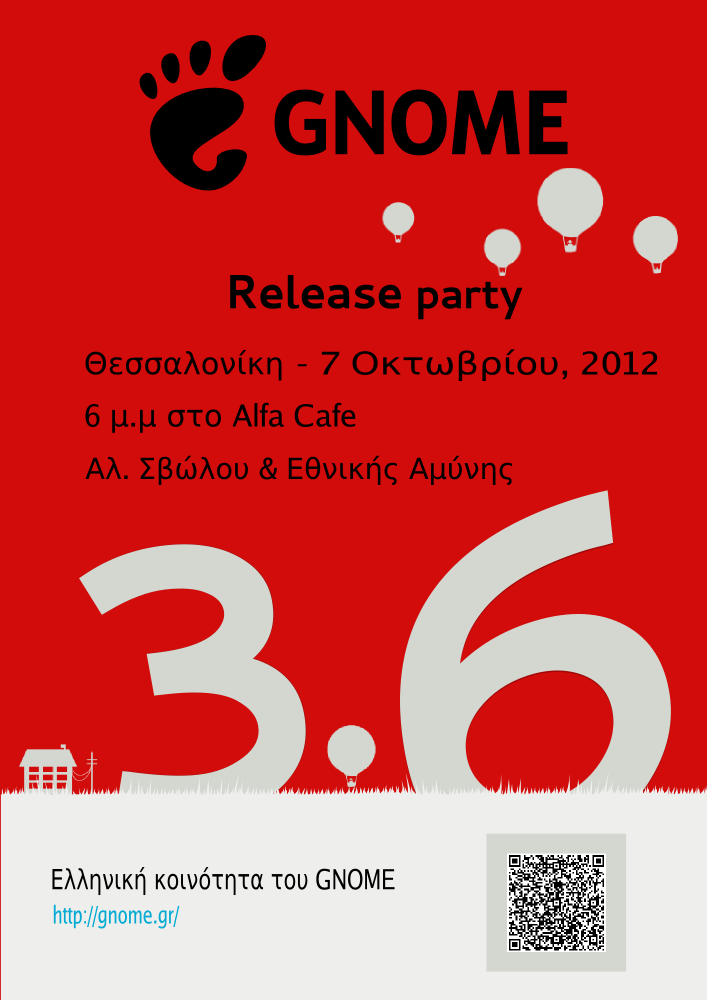 GNOME
Release party
Θεσσαλονίκη - 7 Οκτωβρίου, 2012
6 μ.μ στο Alfa Cafe
Αλ. Σβώλου & Εθνικής Αμύνης
3.6
Ελληνική κοινότητα του GNOME
http://gnome.gr/